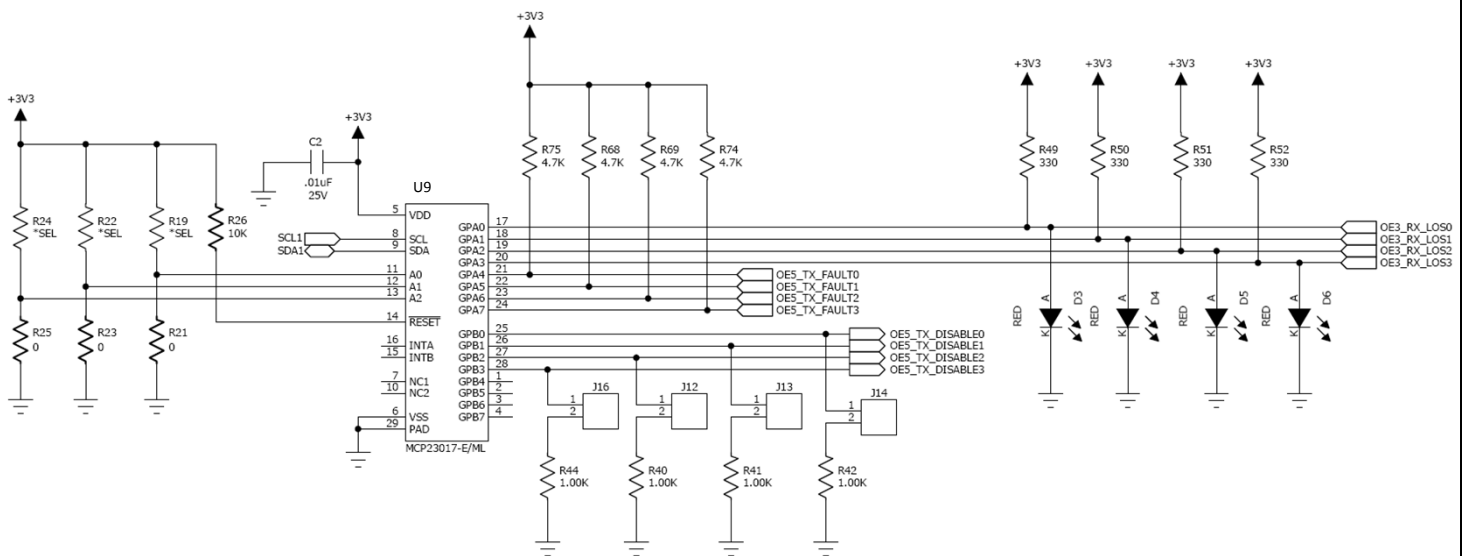 +3V3
+3V3
+3V3
+3V3
+3V3
+3V3
+3V3
C2
.01uF
25V
R75
4.7K
R68
4.7K
R69
4.7K
R74
4.7K
R49
330
R50
330
R51
330
R52
330
R24
*SEL
R22
*SEL
R19
*SEL
R26
10K
U9
5 VDD
8 SCL
9 SDA
11 A0
12 A1
13 A2
14 RESET
16 INTA
15 INTB
7 NC1
10 NC2
6 VSS
29 PAD
GPA0 17
GPA1 18
GPA2 19
GPA3 20
GPA4 21
GPA5 22
GPA6 23
GPA7 24
GPB0 25
GPB1 26
GPB2 27
GPB3 28
GPB4 1
GPB5 2
GPB6 3
GPB7 4
MCP23017-E/ML
SCL1
SDA1
OE3_RX_LOS0
OE3_RX_LOS1
OE3_RX_LOS2
OE3_RX_LOS3
OE5_TX_FAULT0
OE5_TX_FAULT1
OE5_TX_FAULT2
OE5_TX_FAULT3
OE5_TX_DISABLE0
OE5_TX_DISABLE1
OE5_TX_DISABLE2
OE5_TX_DISABLE3
R25
0
R23
0
R21
0
RED
A
K
D3
RED
A
K
D4
RED
A
K
D5
RED
A
K
D6
J16
1
2
J12
1
2
J13
1
2
J14
1
2
R44
1.00K
R40
1.00K
R41
1.00K
R42
1.00K